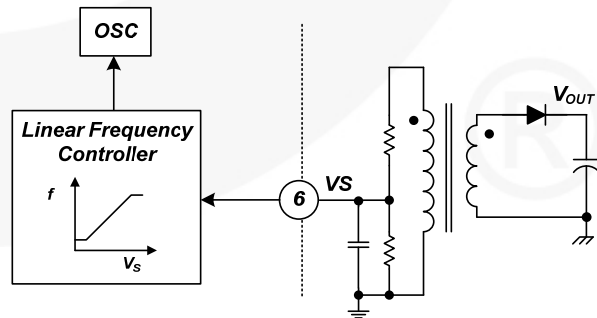 OSC
Linear Frequency
Controller
f
VS
6
VS
VOUT
®